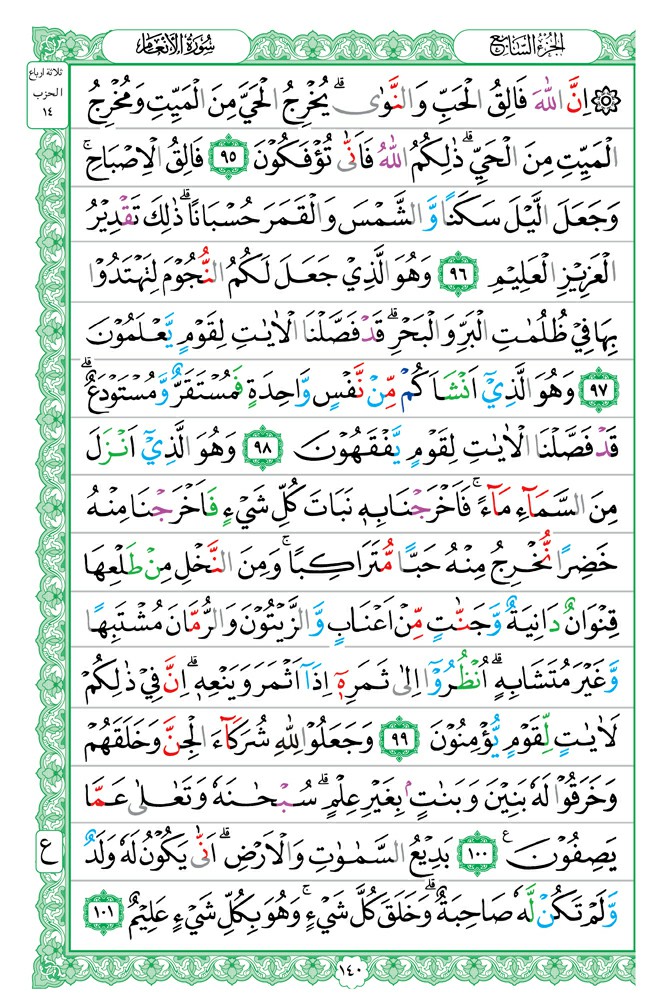 سُوْرَةُ الْاَنْعَامِ
الجزء السابع
ثلاثة ارباع
الحزب
١٤
۞ اِنَّ اللّٰهَ فَالِقُ الْحَبِّ وَالنَّوٰىؕ يُخْرِجُ الْحَيَّ مِنَ الْمَيِّتِ وَمُخْرِجُ
الْمَيِّتِ مِنَ الْحَيِّؕ ذٰلِكُمُ اللّٰهُ فَاَنّٰى تُؤْفَكُوْنَ ٩٥ فَالِقُ الْاِصْبَاحِۚ
وَجَعَلَ الَّيْلَ سَكَنًا وَّالشَّمْسَ وَالْقَمَرَ حُسْبَانًاؕ ذٰلِكَ تَقْدِيْرُ
الْعَزِيْزِ الْعَلِيْمِ ٩٦ وَهُوَ الَّذِيْ جَعَلَ لَكُمُ النُّجُوْمَ لِتَهْتَدُوْا
بِهَا فِيْ ظُلُمٰتِ الْبَرِّ وَالْبَحْرِؕ قَدْ فَصَّلْنَا الْاٰيٰتِ لِقَوْمٍ يَّعْلَمُوْنَ
٩٧ وَهُوَ الَّذِيْٓ اَنْشَاَكُمْ مِّنْ نَّفْسٍ وَّاحِدَةٍ فَمُسْتَقَرٌّ وَّمُسْتَوْدَعٌؕ
قَدْ فَصَّلْنَا الْاٰيٰتِ لِقَوْمٍ يَّفْقَهُوْنَ ٩٨ وَهُوَ الَّذِيْٓ اَنْزَلَ
مِنَ السَّمَآءِ مَآءًۚ فَاَخْرَجْنَا بِهٖ نَبَاتَ كُلِّ شَيْءٍ فَاَخْرَجْنَا مِنْهُ
خَضِرًا نُّخْرِجُ مِنْهُ حَبًّا مُّتَرَاكِبًاۚ وَمِنَ النَّخْلِ مِنْ طَلْعِهَا
قِنْوَانٌ دَانِيَةٌ وَّجَنّٰتٍ مِّنْ اَعْنَابٍ وَّالزَّيْتُوْنَ وَالرُّمَّانَ مُشْتَبِهًا
وَّغَيْرَ مُتَشَابِهٍؕ اُنْظُرُوْٓا اِلٰى ثَمَرِهٖٓ اِذَآ اَثْمَرَ وَيَنْعِهٖؕ اِنَّ فِيْ ذٰلِكُمْ
لَاٰيٰتٍ لِّقَوْمٍ يُّؤْمِنُوْنَ ٩٩ وَجَعَلُوْا لِلّٰهِ شُرَكَآءَ الْجِنَّ وَخَلَقَهُمْ
وَخَرَقُوْا لَهٗ بَنِيْنَ وَبَنٰتٍۢ بِغَيْرِ عِلْمٍؕ سُبْحٰنَهٗ وَتَعٰلٰى عَمَّا
يَصِفُوْنَ ١٠٠ بَدِيْعُ السَّمٰوٰتِ وَالْاَرْضِؕ اَنّٰى يَكُوْنُ لَهٗ وَلَدٌ
ع
وَّلَمْ تَكُنْ لَّهٗ صَاحِبَةٌؕ وَخَلَقَ كُلَّ شَيْءٍۚ وَهُوَ بِكُلِّ شَيْءٍ عَلِيْمٌ ١٠١
١٤٠